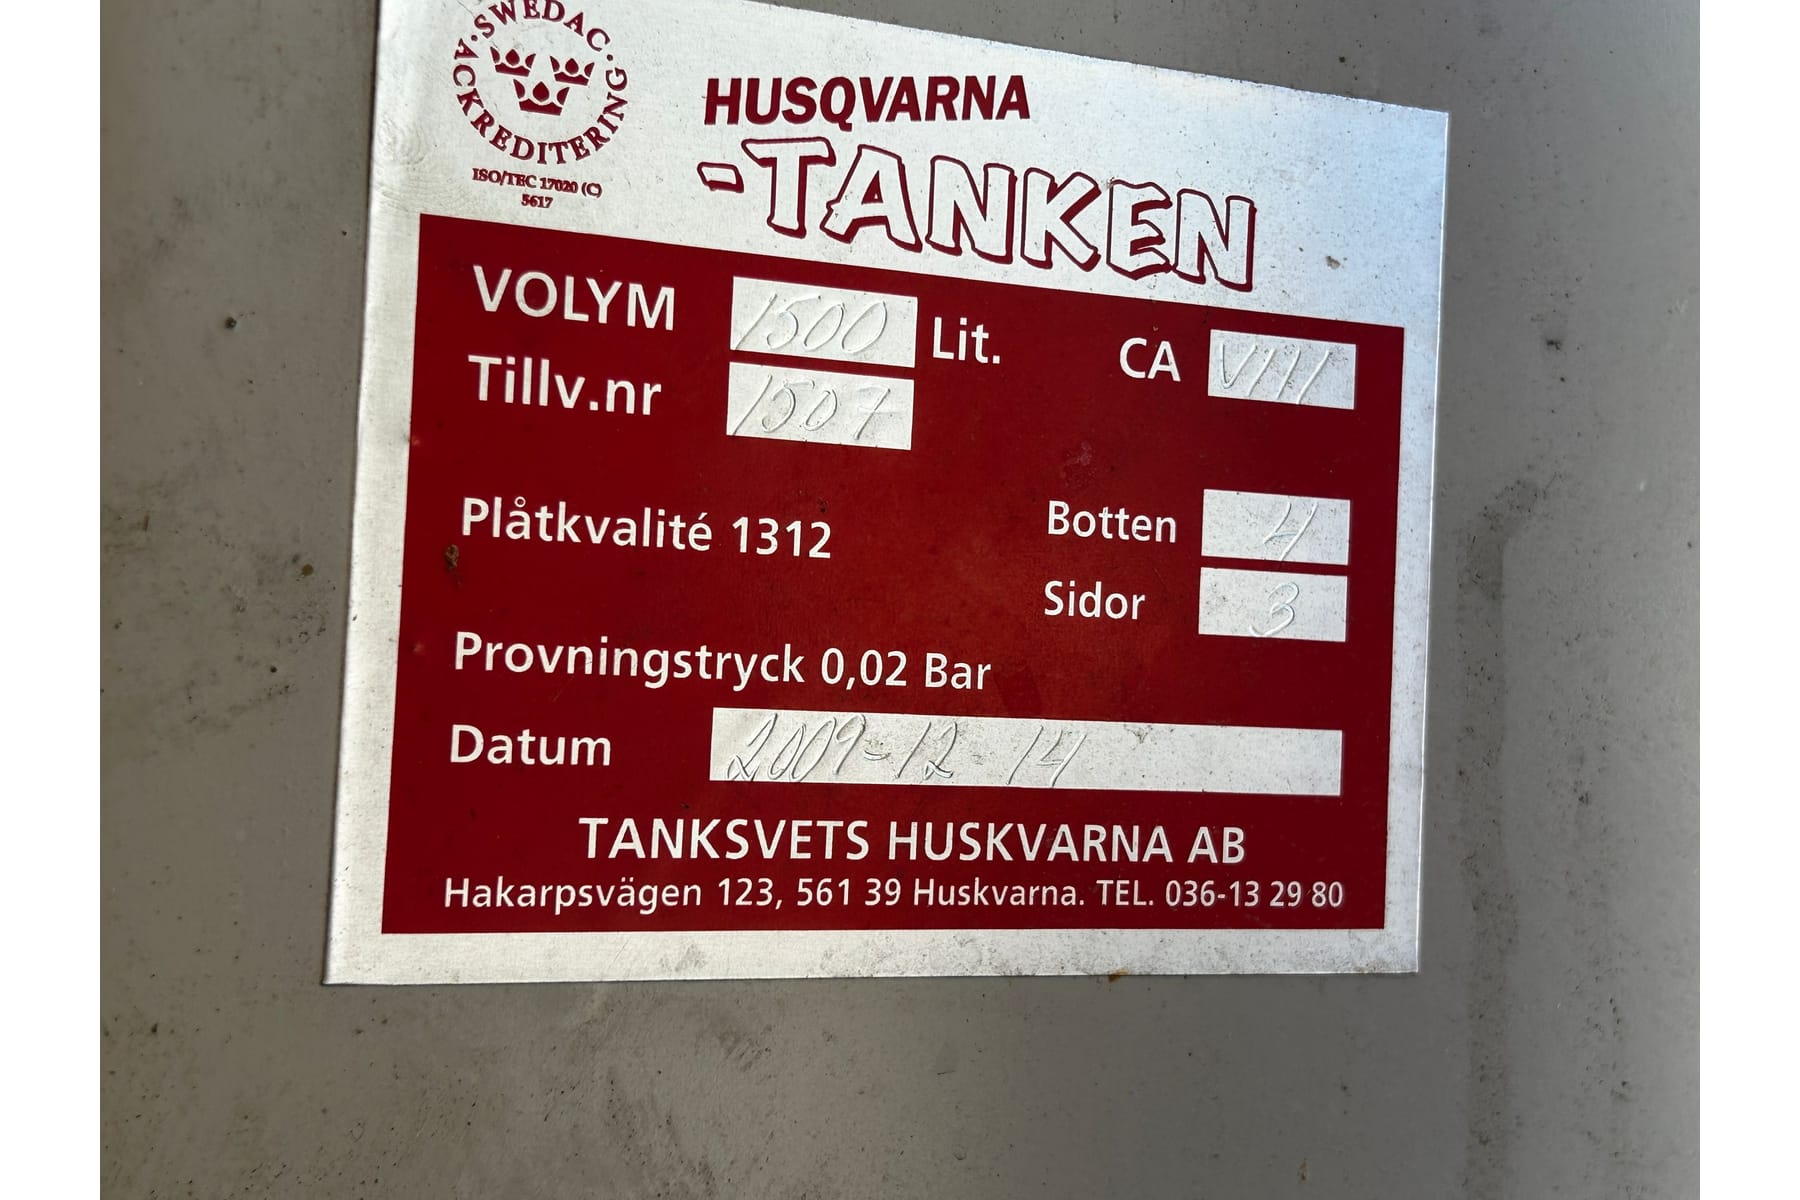 SWEDAC ACKREDITERING
ISO/TEC 17020 (C)
5617
HUSQVARNA
-TANKEN
VOLYM 1500 Lit. CA VIII
Tillv.nr 1507
Plåtkvalité 1312 Botten 4
Sidor 3
Provningstryck 0,02 Bar
Datum 2009-12-14
TANKSVETS HUSKVARNA AB
Hakarpsvägen 123, 561 39 Huskvarna. TEL. 036-13 29 80